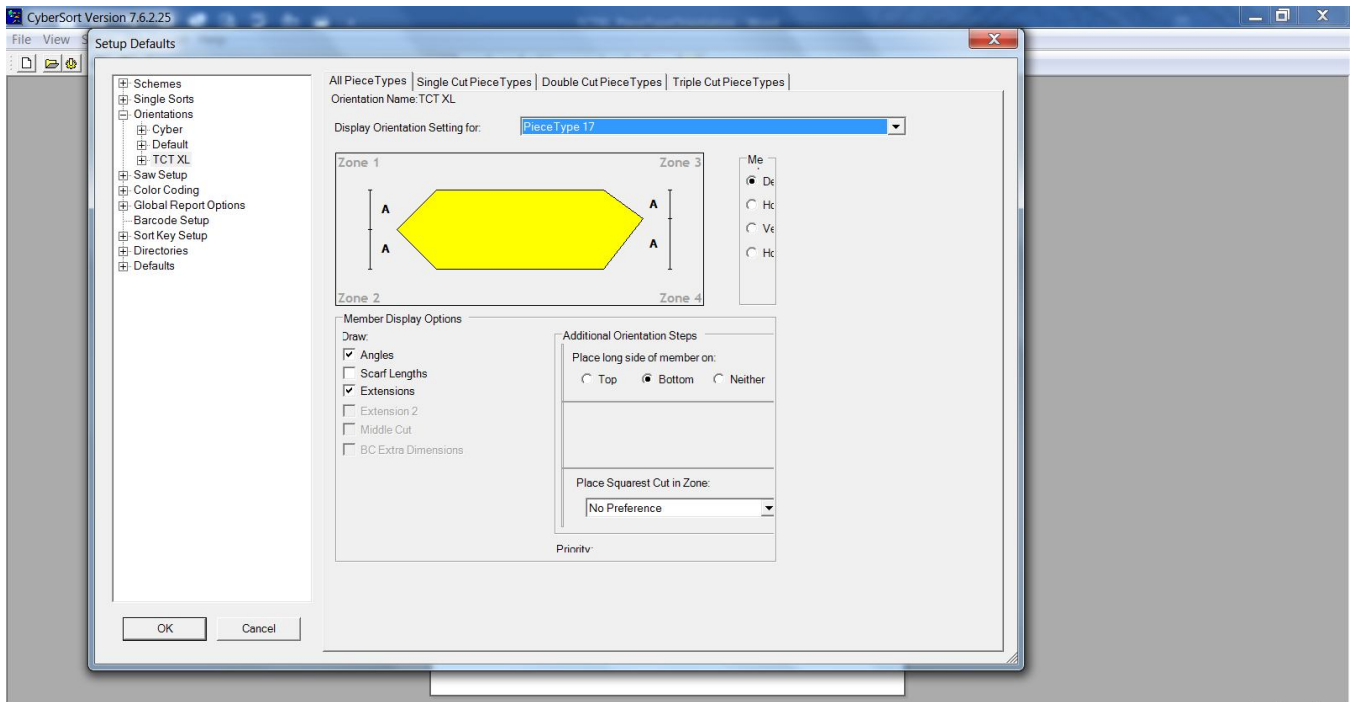 CyberSort Version 7.6.2.25
File View
Setup Defaults
X
Schemes
Single Sorts
Orientations
Cyber
Default
TCT XL
Saw Setup
Color Coding
Global Report Options
Barcode Setup
Sort Key Setup
Directories
Defaults
OK
Cancel
All PieceTypes Single Cut PieceTypes Double Cut PieceTypes Triple Cut PieceTypes
Orientation Name:TCT XL
Display Orientation Setting for: PieceType 17
Zone 1 Zone 3
A A
A A
Zone 2 Zone 4
Me
De
Ho
Ve
Ho
Member Display Options
Draw:
Angles
Scarf Lengths
Extensions
Extension 2
Middle Cut
BC Extra Dimensions
Additional Orientation Steps
Place long side of member on:
Top Bottom Neither
Place Squarest Cut in Zone:
No Preference
Priority: